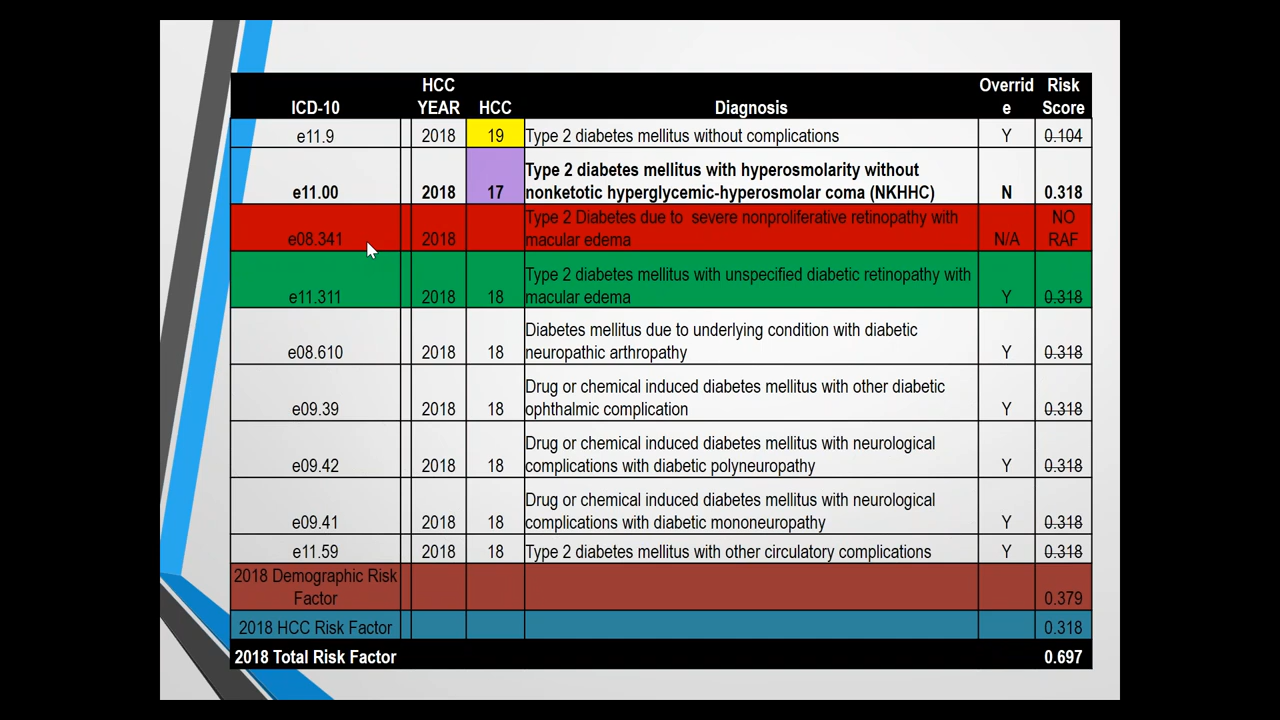 ICD-10 HCC YEAR HCC Diagnosis Override Risk Score
e11.9 2018 19 Type 2 diabetes mellitus without complications Y 0.104
Type 2 diabetes mellitus with hyperosmolarity without
e11.00 2018 17 nonketotic hyperglycemic-hyperosmolar coma (NKHHC) N 0.318
Type 2 Diabetes due to severe nonproliferative retinopathy with NO
e08.341 2018 macular edema N/A RAF
Type 2 diabetes mellitus with unspecified diabetic retinopathy with
e11.311 2018 18 macular edema Y 0.318
Diabetes mellitus due to underlying condition with diabetic
e08.610 2018 18 neuropathic arthropathy Y 0.318
Drug or chemical induced diabetes mellitus with other diabetic
e09.39 2018 18 ophthalmic complication Y 0.318
Drug or chemical induced diabetes mellitus with neurological
e09.42 2018 18 complications with diabetic polyneuropathy Y 0.318
Drug or chemical induced diabetes mellitus with neurological
e09.41 2018 18 complications with diabetic mononeuropathy Y 0.318
e11.59 2018 18 Type 2 diabetes mellitus with other circulatory complications Y 0.318
2018 Demographic Risk
Factor 0.379
2018 HCC Risk Factor 0.318
2018 Total Risk Factor 0.697